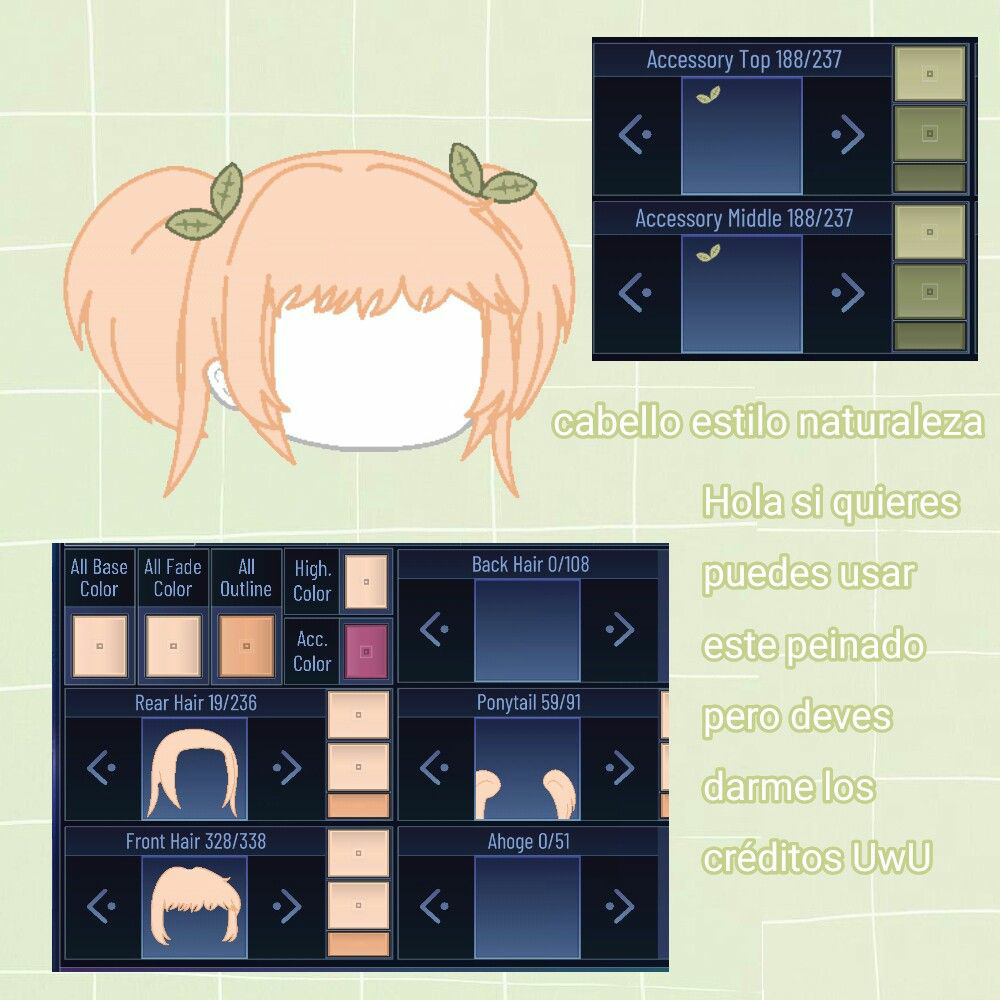 Accessory Top 188/237
Accessory Middle 188/237
cabello estilo naturaleza
Hola si quieres
puedes usar
este peinado
pero deves
darme los
créditos UwU
All Base
Color
All Fade
Color
All
Outline
High.
Color
Acc.
Color
Back Hair 0/108
Rear Hair 19/236
Ponytail 59/91
Front Hair 328/338
Ahoge 0/51